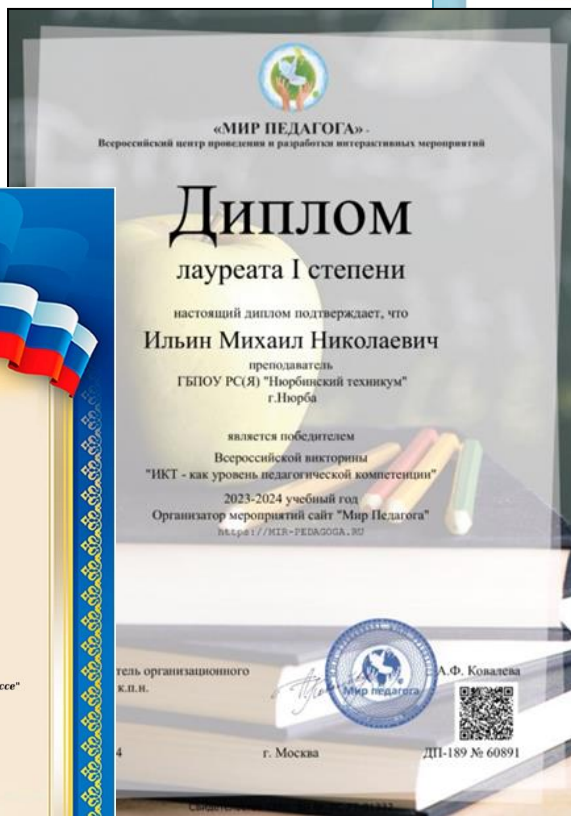 «МИР ПЕДАГОГА» -
Всероссийский центр проведения и разработки интерактивных мероприятий
Диплом
лауреата I степени
настоящий диплом подтверждает, что
Ильин Михаил Николаевич
преподаватель
ГБПОУ РС(Я) "Нюрбинский техникум"
г.Нюрба
является победителем
Всероссийской викторины
"ИКТ - как уровень педагогической компетенции"
2023-2024 учебный год
Организатор мероприятий сайт "Мир Педагога"
https://MIR-PEDAGOGA.RU
ссе"
тель организационного
к.п.н.
А.Ф. Ковалева
Мир педагога
4
г. Москва
ДП-189 № 60891